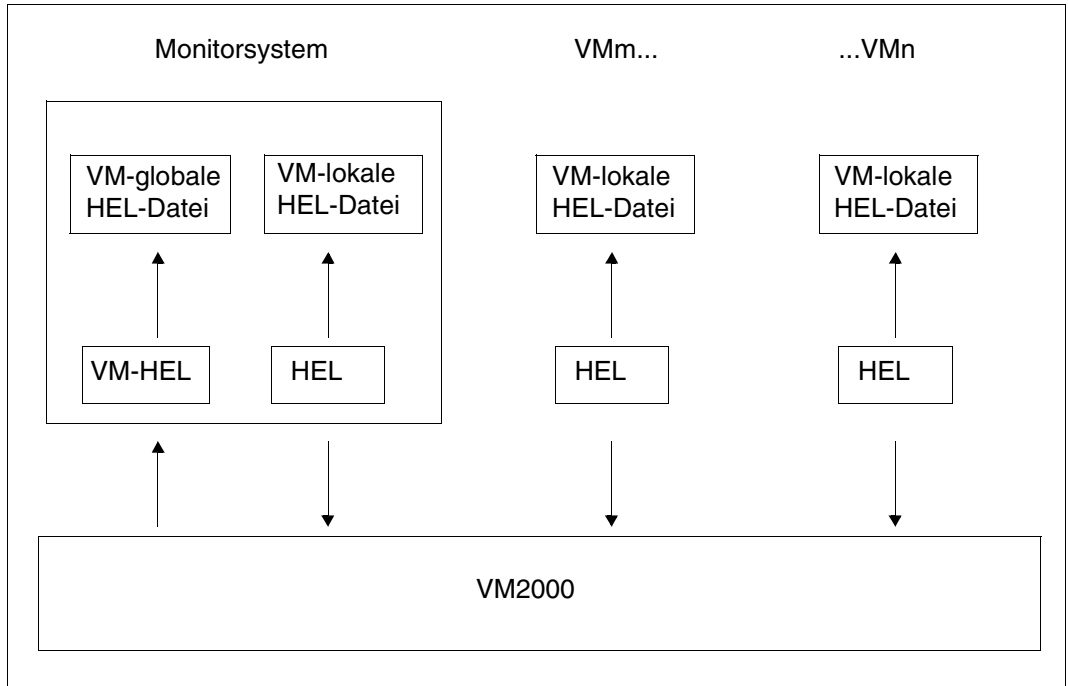 Monitorsystem
VMm...
...VMn
VM-globale
HEL-Datei
VM-lokale
HEL-Datei
VM-lokale
HEL-Datei
VM-lokale
HEL-Datei
VM-HEL
HEL
HEL
HEL
VM2000